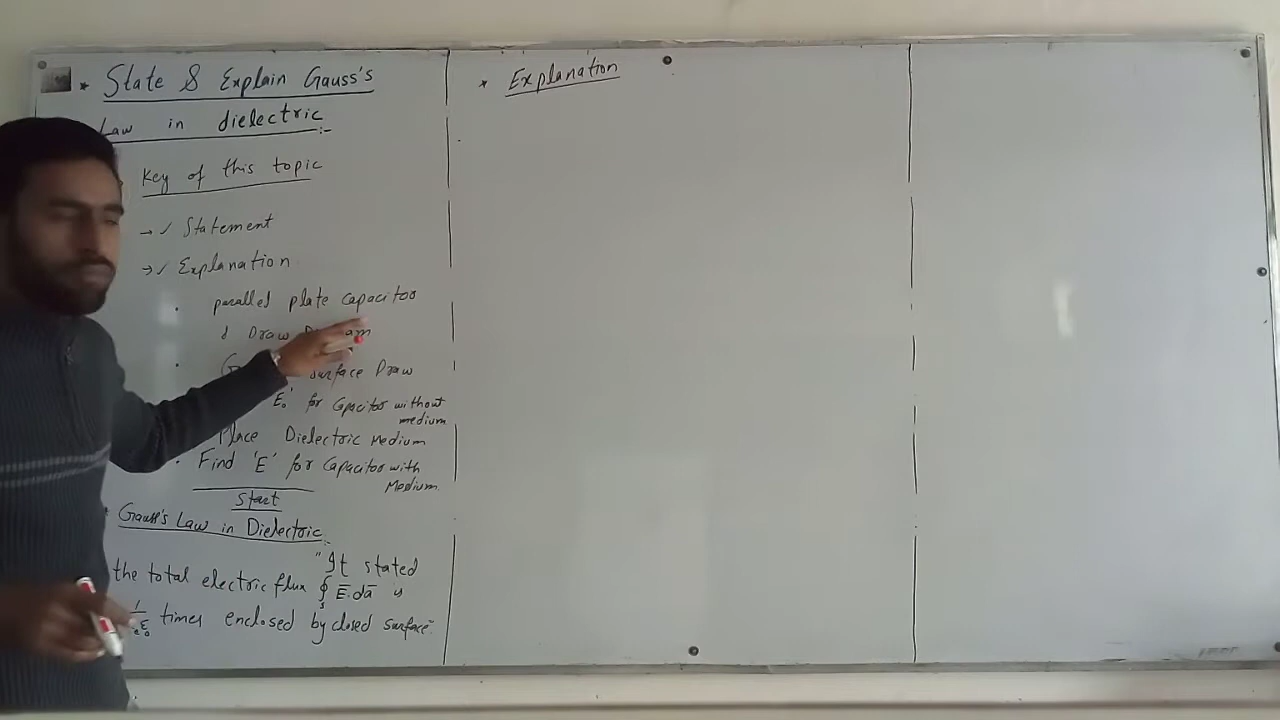 * State & Explain Gauss's
Law in dielectric :-
Key of this topic
→ ✓ Statement
→ ✓ Explanation
• parallel plate capacitor
& Draw
• Surface Draw
E₀' for Capacitor without
medium
Place Dielectric Medium
• Find 'E' for Capacitor with
Medium.
Start
Gauss's Law in Dielectric :-
"It stated
the total electric flux ∮s E̅.da̅ is
times enclosed by closed surface"
* Explanation